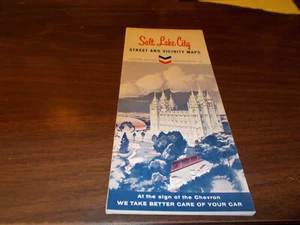 Salt Lake City
STREET AND VICINITY MAPS
At the sign of the Chevron
WE TAKE BETTER CARE OF YOUR CAR